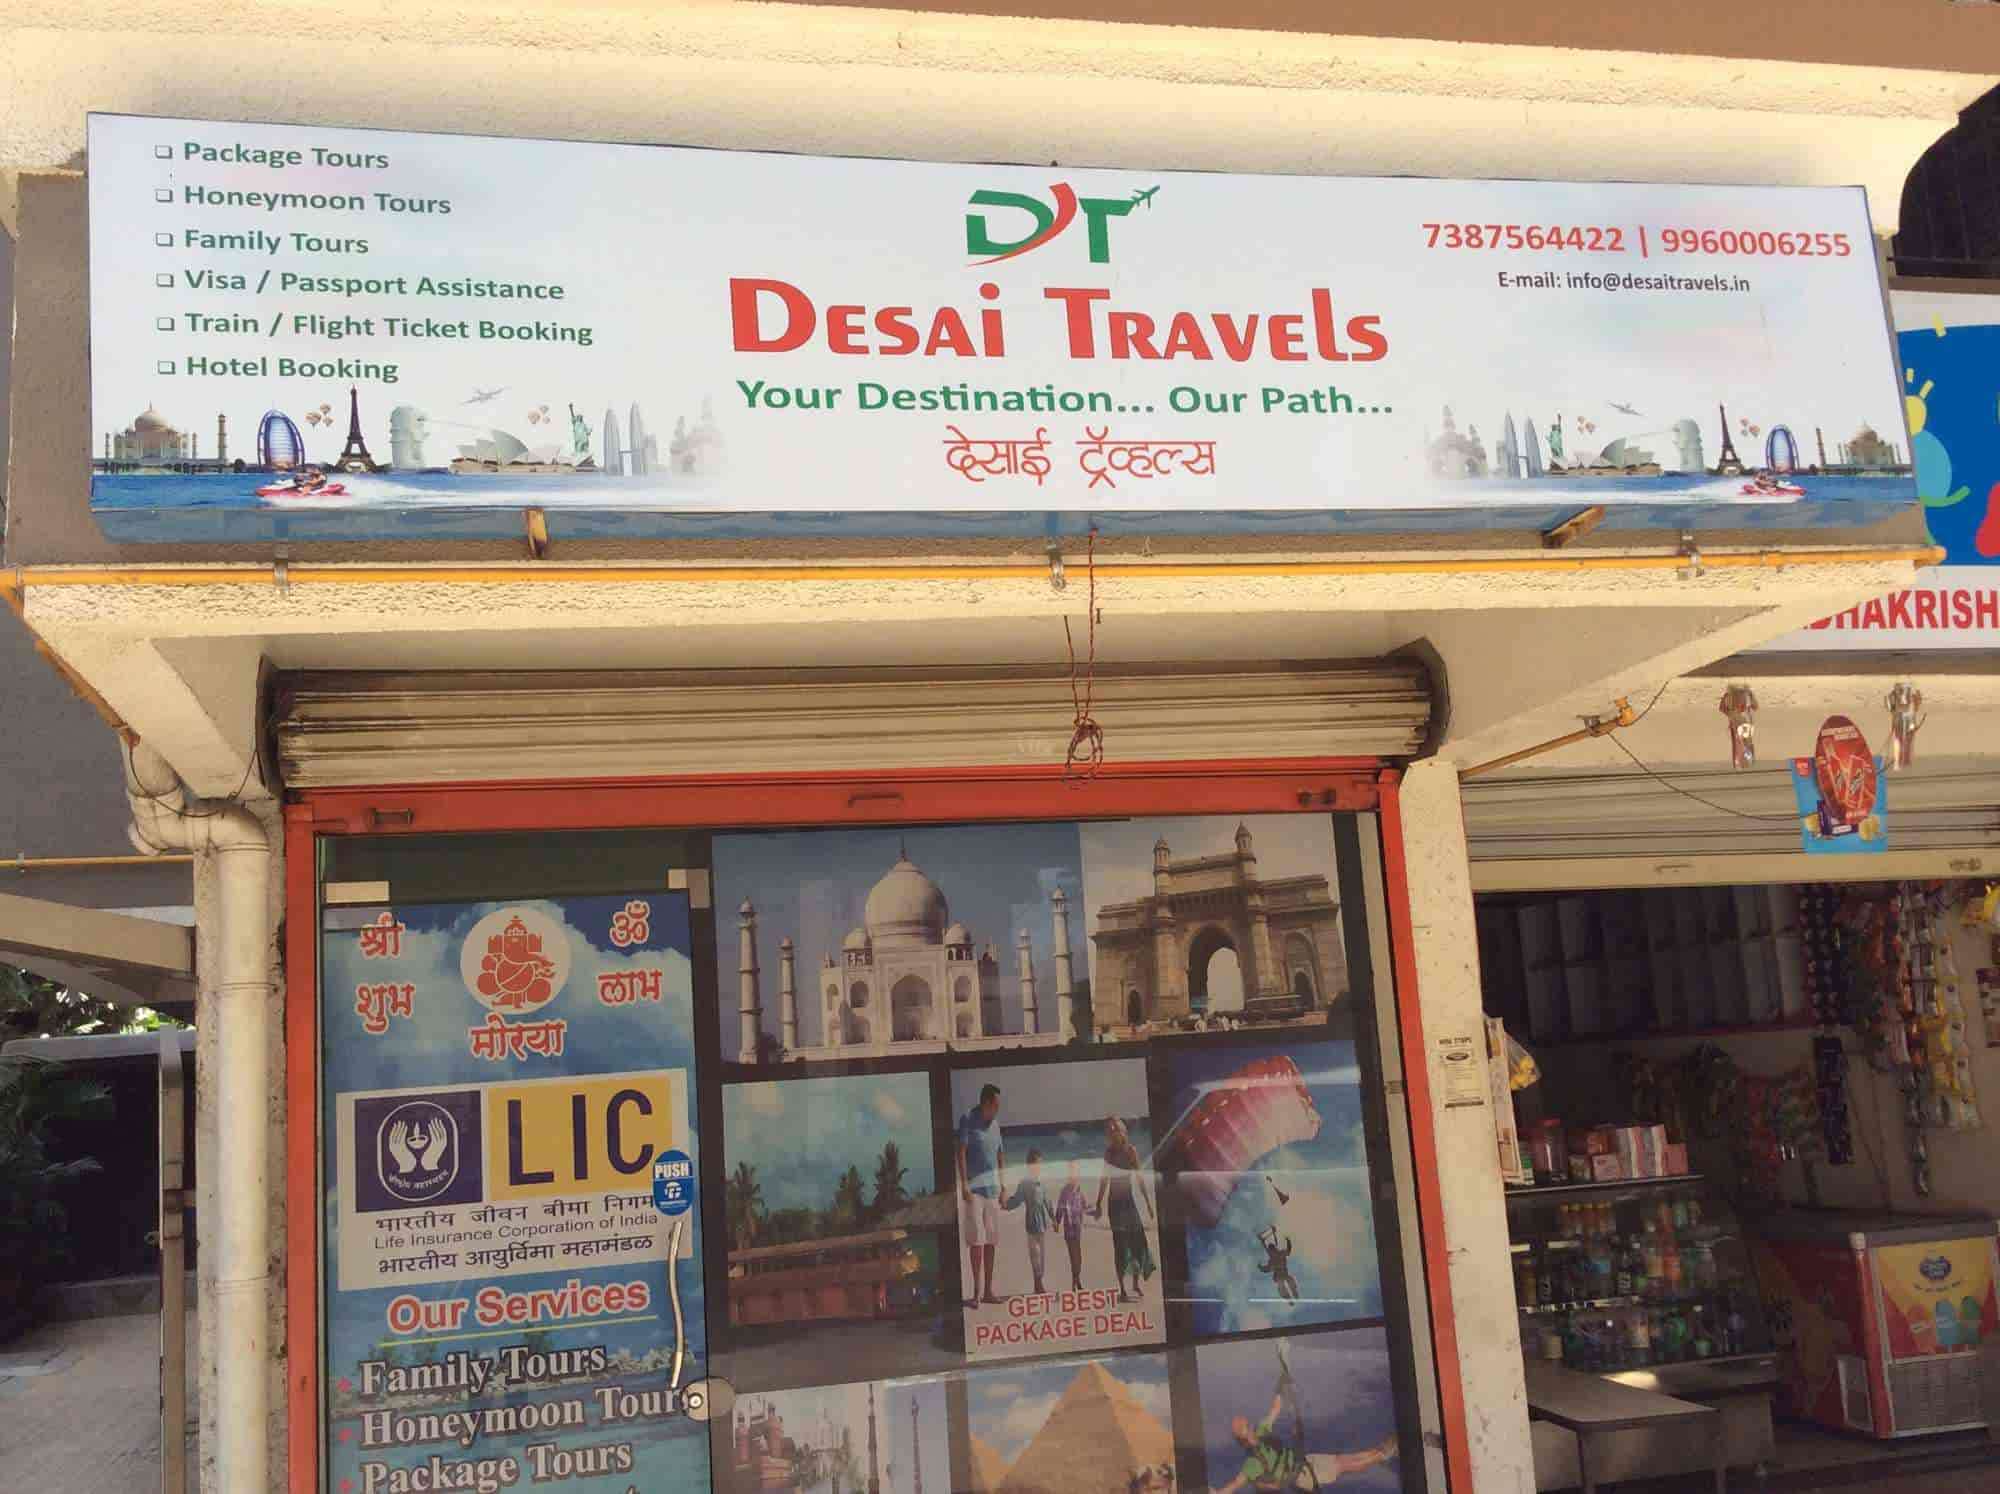 Package Tours
Honeymoon Tours
Family Tours
Visa / Passport Assistance
Train / Flight Ticket Booking
Hotel Booking
DT
DESAi TRAVEls
Your Destination... Our Path...
देसाई ट्रॅव्हल्स
7387564422 | 9960006255
E-mail: info@desaitravels.in
श्री
शुभ
मोरया
ॐ
लाभ
LIC
भारतीय जीवन बीमा निगम
Life Insurance Corporation of India
भारतीय आयुर्विमा महामंडळ
PUSH
Our Services
Family Tours
Honeymoon Tour
Package Tours
GET BEST
PACKAGE DEAL
HAKRISH